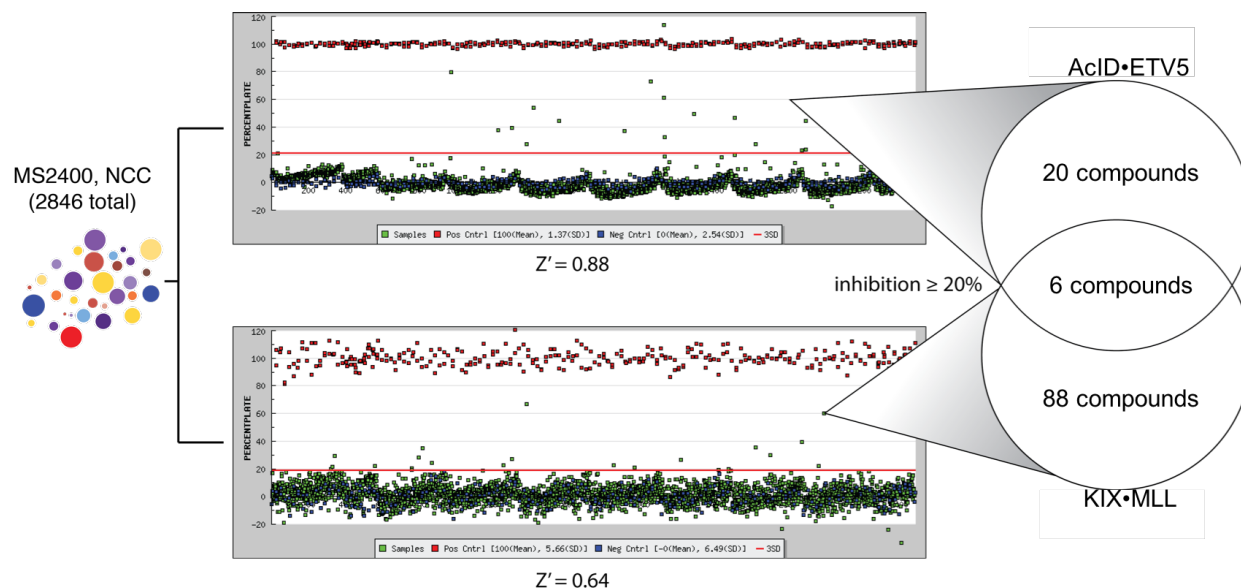 MS2400, NCC
(2846 total)
PERCENTPLATE
120
100
80
60
40
20
0
-20
200
400
Samples Pos Cntrl [100(Mean), 1.37(SD)] Neg Cntrl [0(Mean), 2.54(SD)] 3SD
Z' = 0.88
inhibition ≥ 20%
PERCENTPLATE
120
100
80
60
40
20
0
-20
Samples Pos Cntrl [100(Mean), 5.66(SD)] Neg Cntrl [-0(Mean), 6.49(SD)] 3SD
Z' = 0.64
AcID•ETV5
20 compounds
6 compounds
88 compounds
KIX•MLL